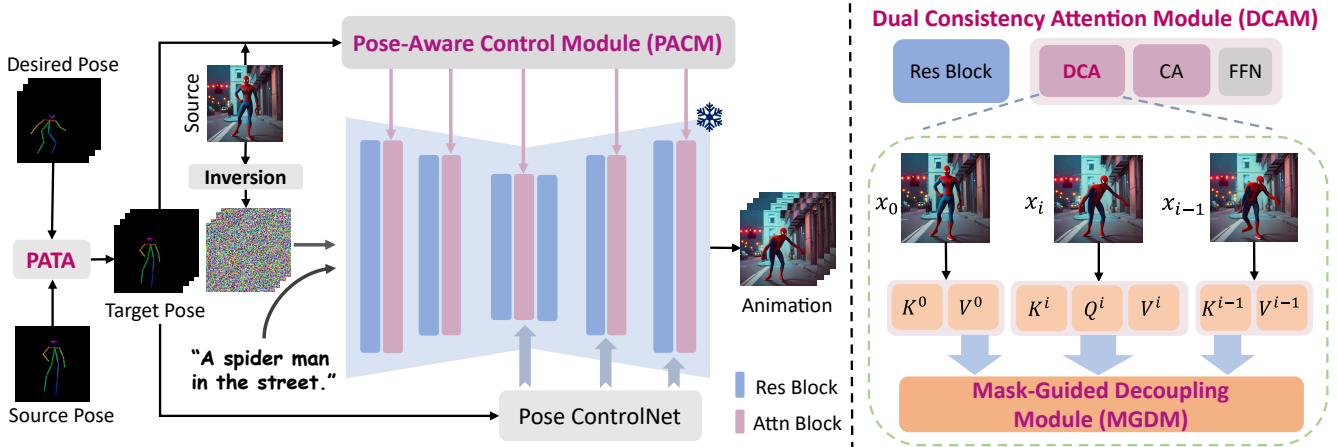 Desired Pose
PATA
Source Pose
Target Pose
Source
Inversion
"A spider man
in the street."
Pose-Aware Control Module (PACM)
Pose ControlNet
Animation
Res Block
Attn Block
Dual Consistency Attention Module (DCAM)
Res Block
DCA
CA
FFN
x₀
xᵢ
xᵢ₋₁
K⁰ V⁰
Kⁱ Qⁱ Vⁱ
Kⁱ⁻¹ Vⁱ⁻¹
Mask-Guided Decoupling
Module (MGDM)